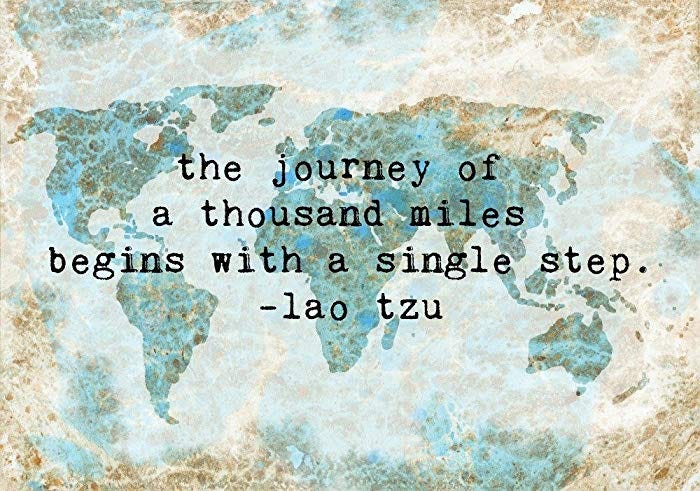 the journey of
a thousand miles
begins with a single step.
-lao tzu